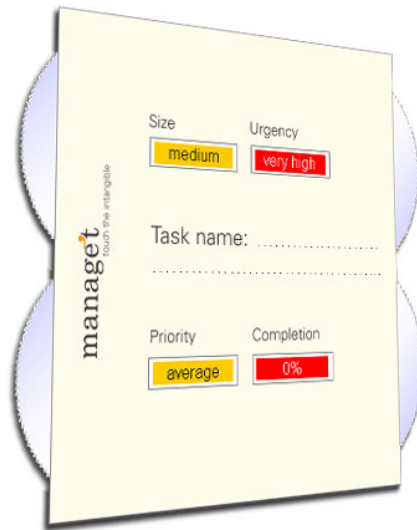 Size Urgency
medium very high
Task name: ................................
................................................................
Priority Completion
average 0%
manage't
touch the intangible